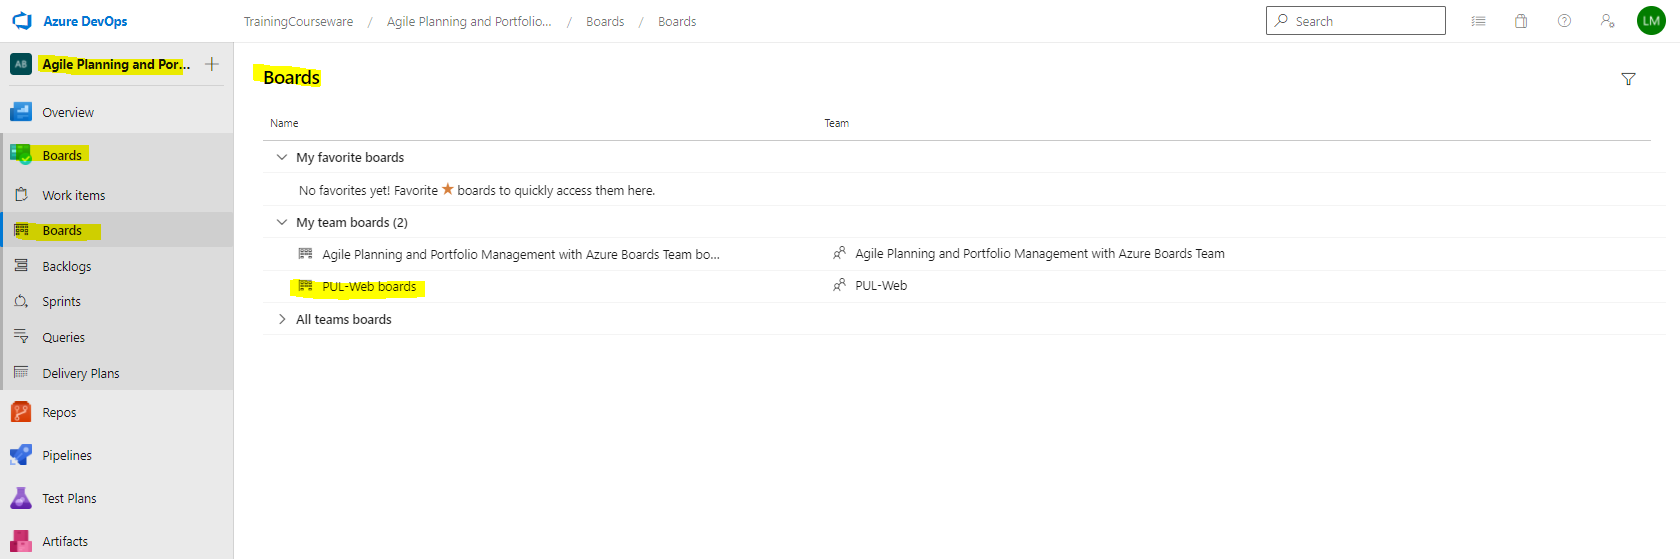 Azure DevOps
TrainingCourseware / Agile Planning and Portfolio... / Boards / Boards
Search
LM
AB Agile Planning and Por... +
Overview
Boards
Work items
Boards
Backlogs
Sprints
Queries
Delivery Plans
Repos
Pipelines
Test Plans
Artifacts
Boards
Name Team
My favorite boards
No favorites yet! Favorite ★ boards to quickly access them here.
My team boards (2)
Agile Planning and Portfolio Management with Azure Boards Team bo... Agile Planning and Portfolio Management with Azure Boards Team
PUL-Web boards PUL-Web
All teams boards